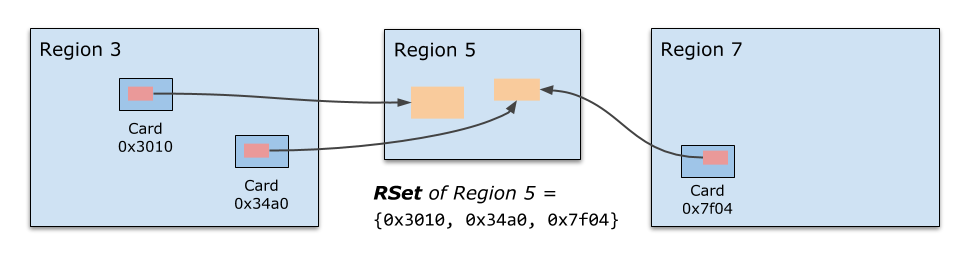 Region 3
Region 5
Region 7
Card
0x3010
Card
0x34a0
RSet of Region 5 =
{0x3010, 0x34a0, 0x7f04}
Card
0x7f04